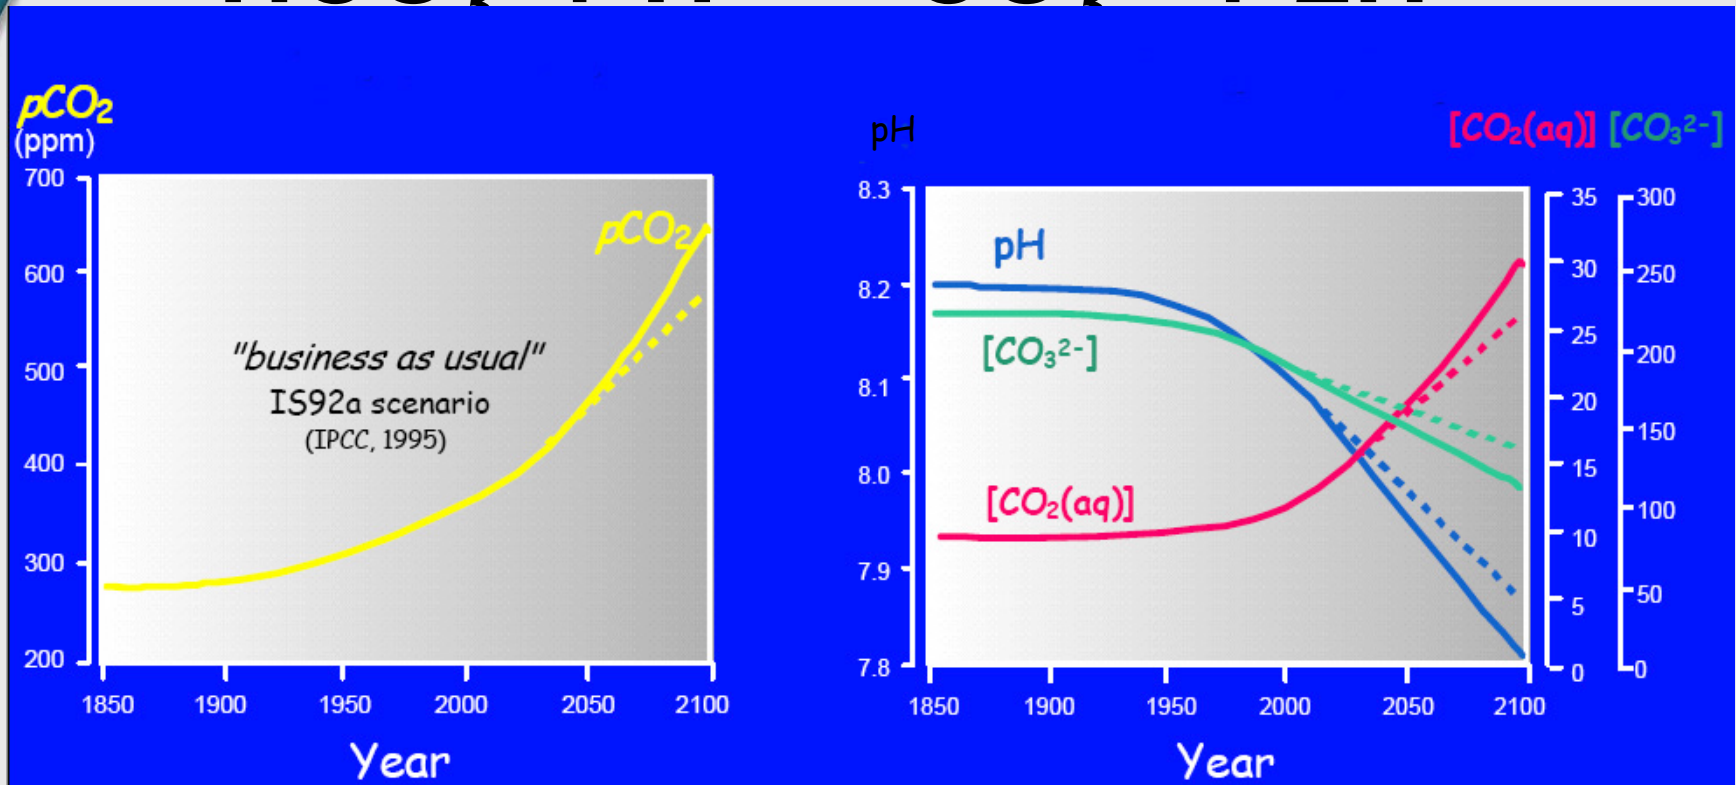 pCO₂
(ppm)
700
600
500
400
300
200
pCO₂
"business as usual"
IS92a scenario
(IPCC, 1995)
1850 1900 1950 2000 2050 2100
Year
pH
[CO₂(aq)] [CO₃²⁻]
8.3
8.2
8.1
8.0
7.9
7.8
pH
[CO₃²⁻]
[CO₂(aq)]
35
30
25
20
15
10
5
0
300
250
200
150
100
50
0
1850 1900 1950 2000 2050 2100
Year